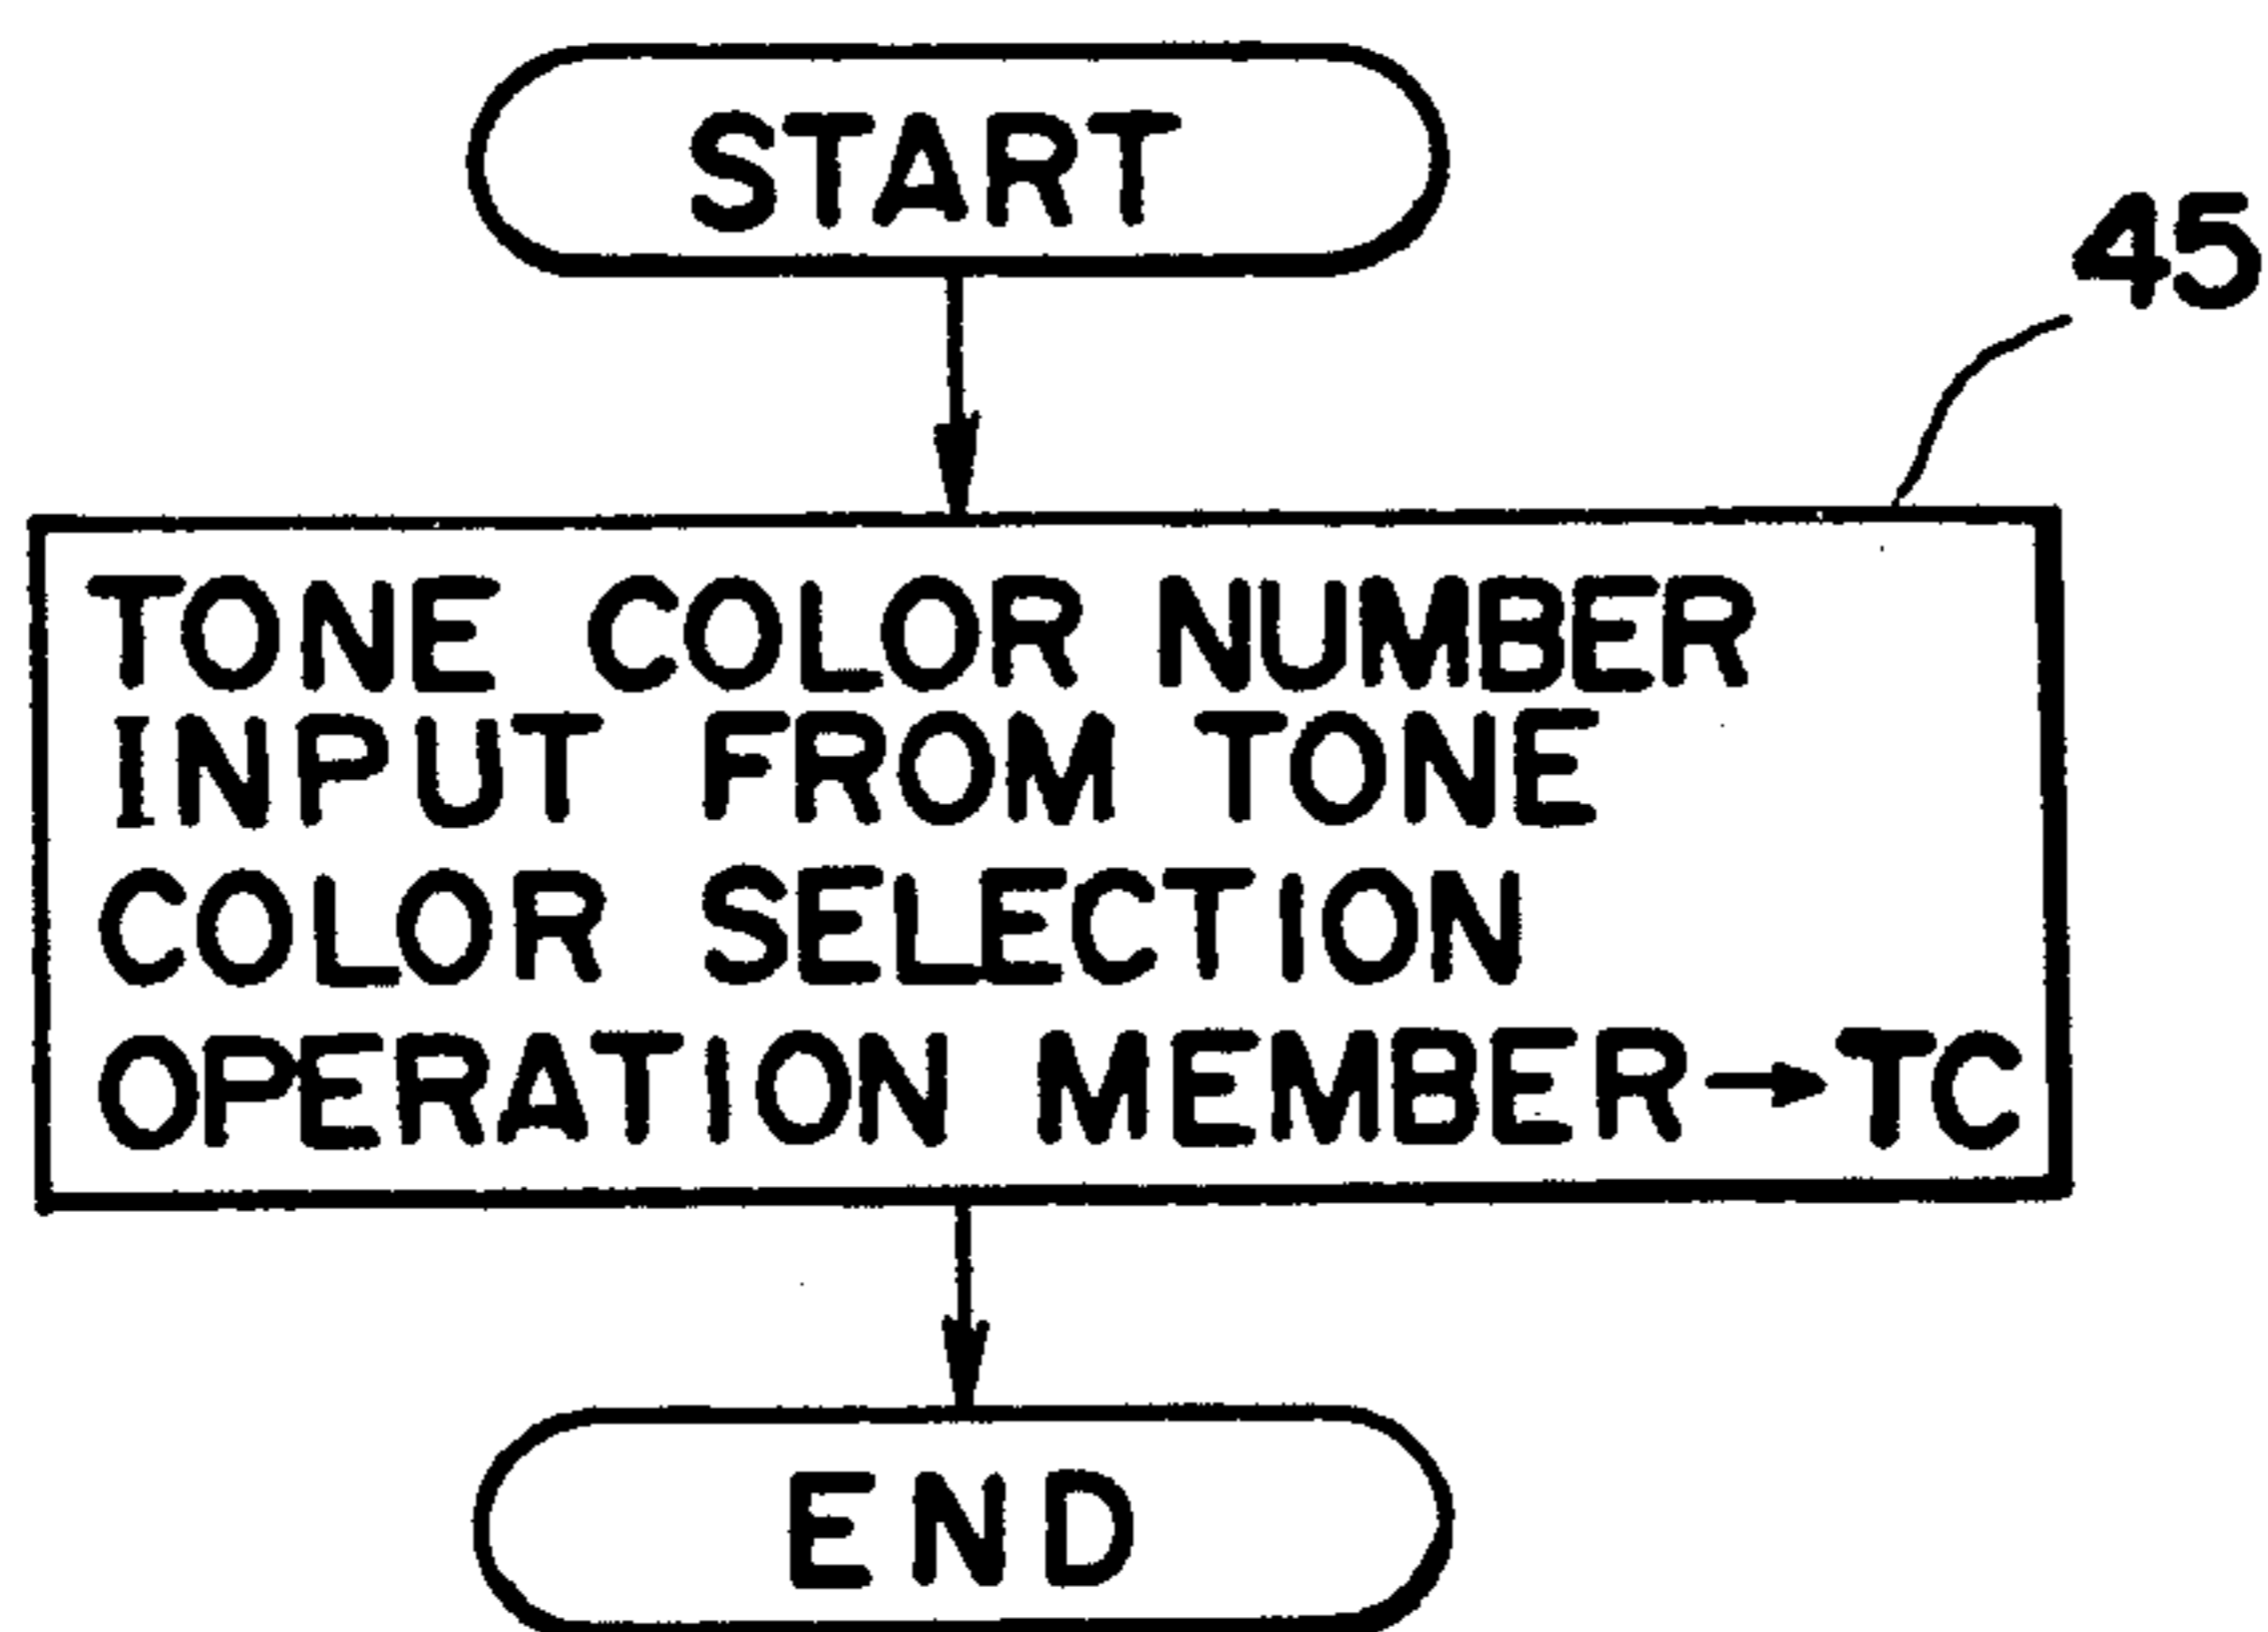 START
45
TONE COLOR NUMBER
INPUT FROM TONE
COLOR SELECTION
OPERATION MEMBER→TC
END